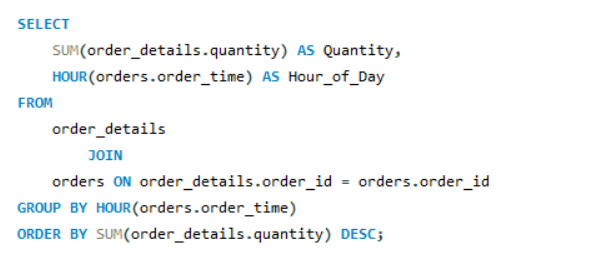 SELECT
    SUM(order_details.quantity) AS Quantity,
    HOUR(orders.order_time) AS Hour_of_Day
FROM
    order_details
        JOIN
    orders ON order_details.order_id = orders.order_id
GROUP BY HOUR(orders.order_time)
ORDER BY SUM(order_details.quantity) DESC;